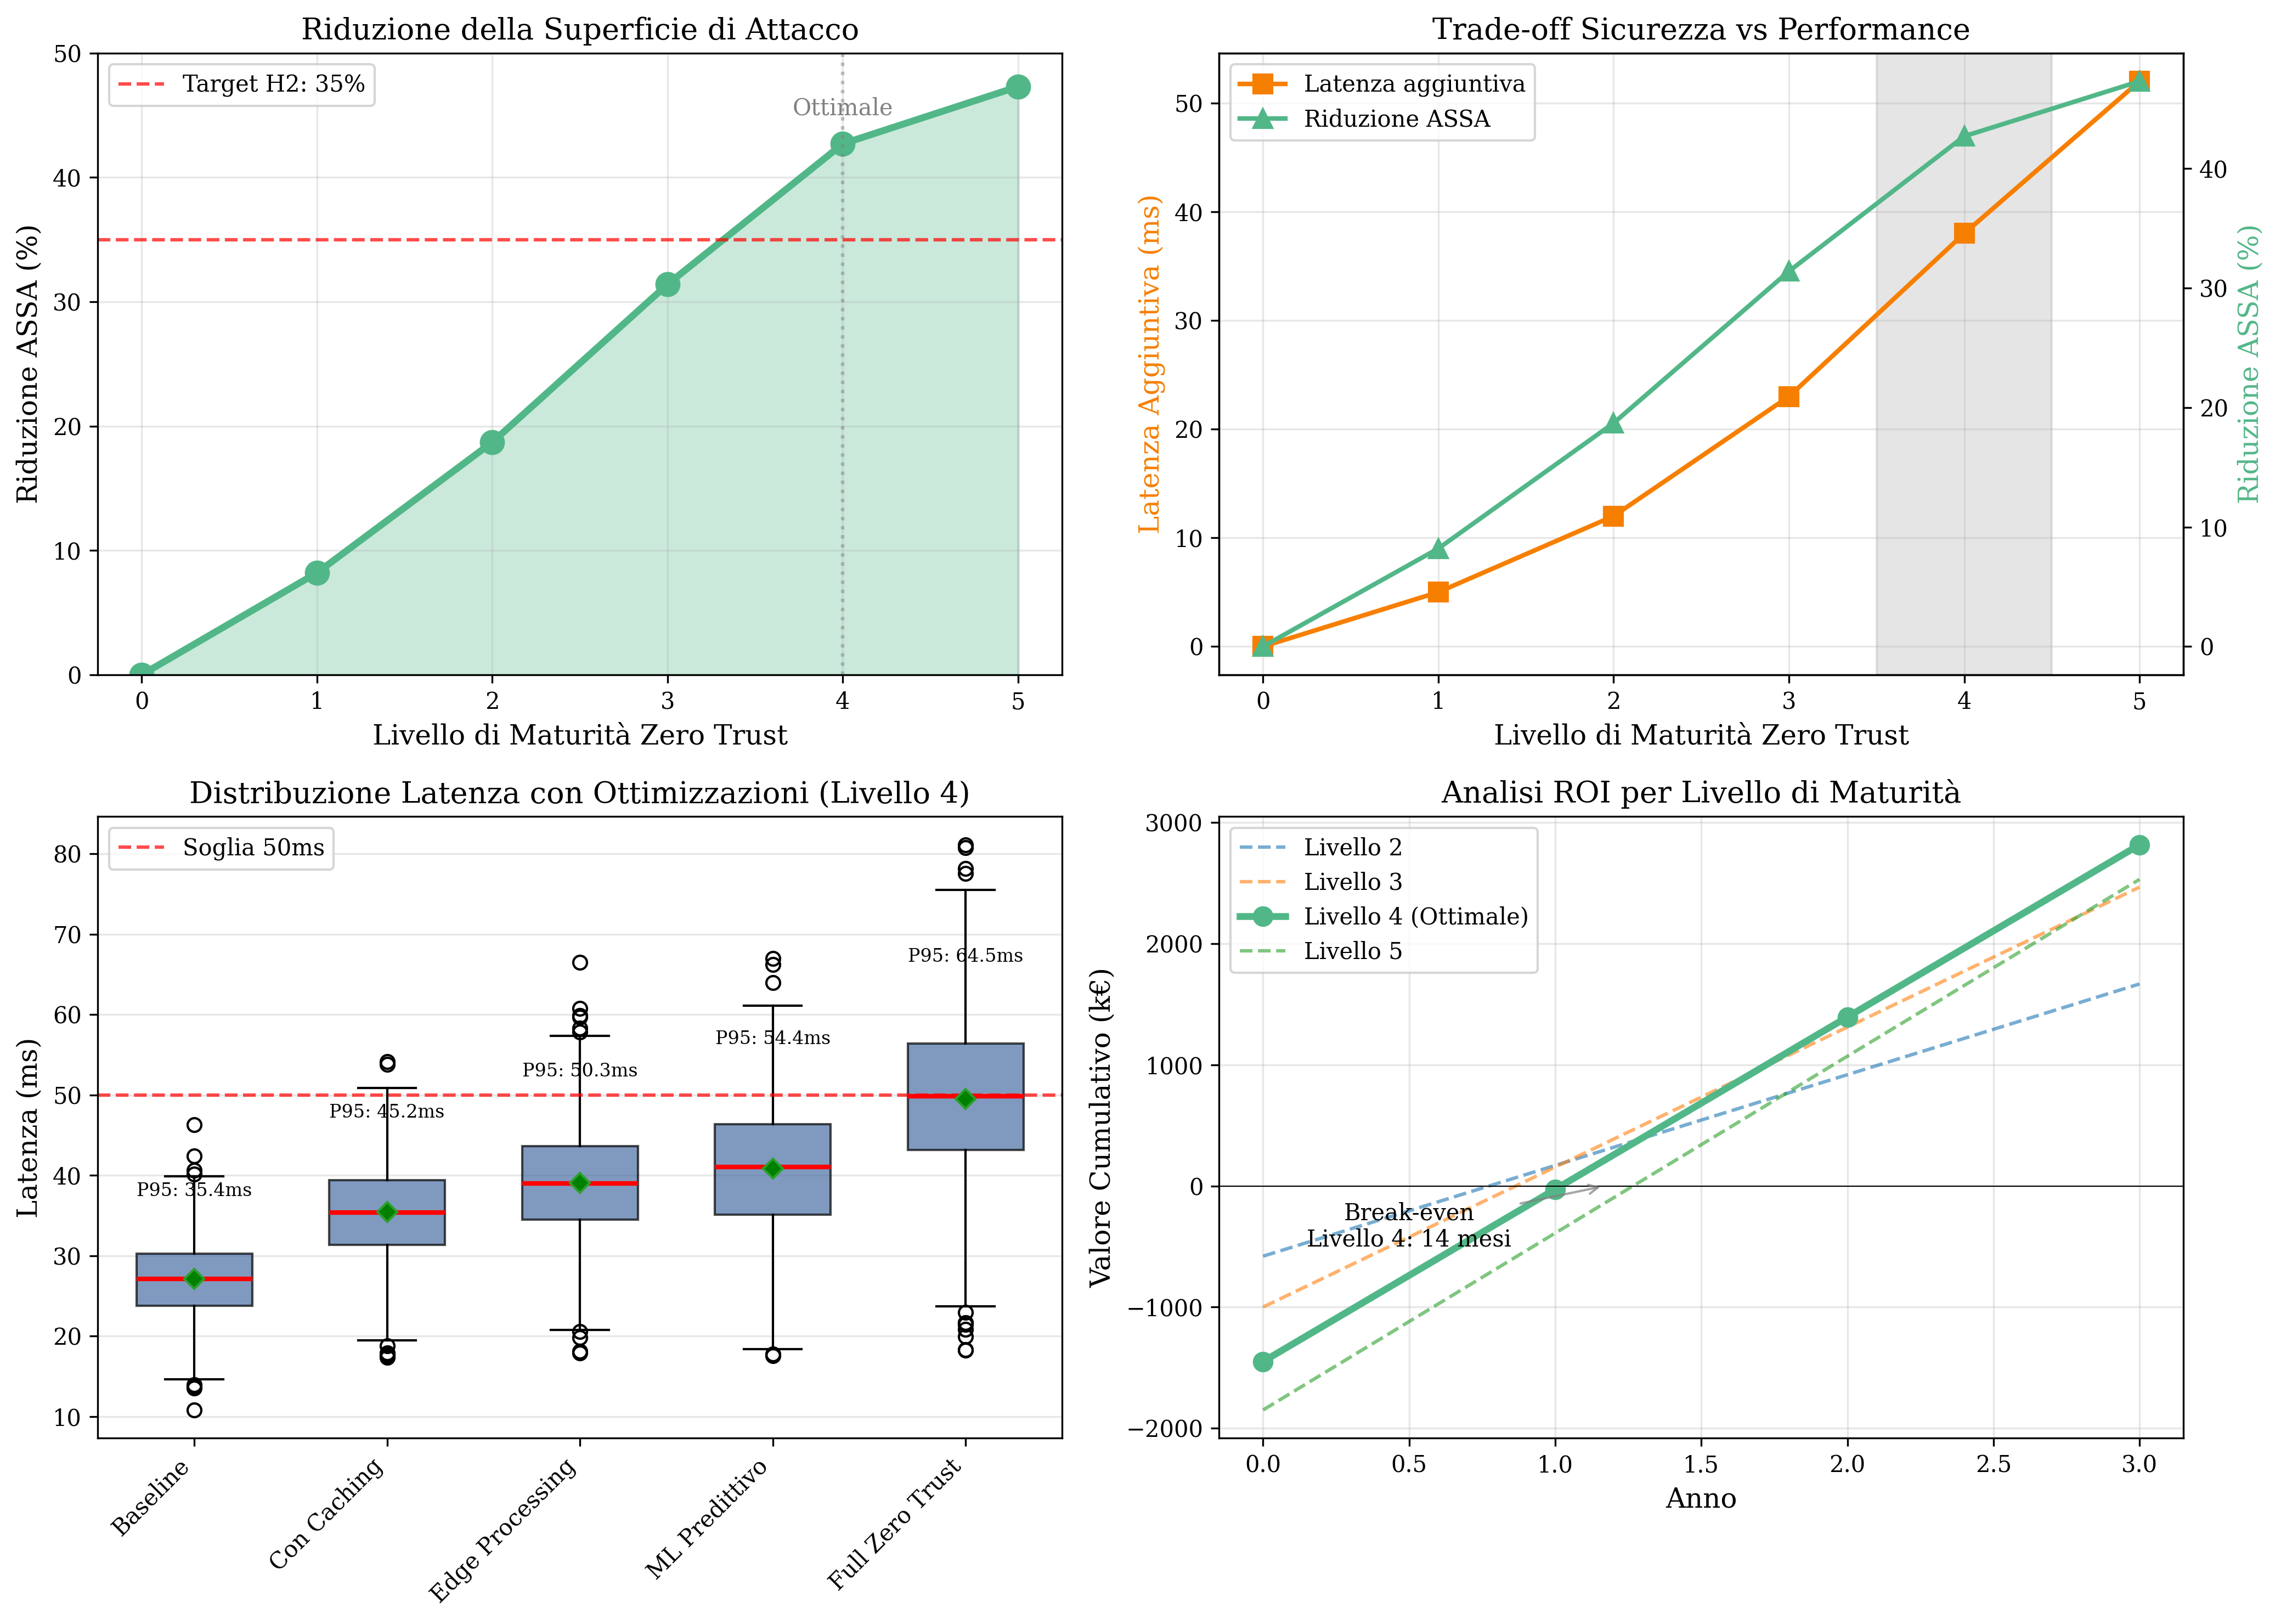 Riduzione della Superficie di Attacco
Target H2: 35%
Ottimale
Riduzione ASSA (%)
50
40
30
20
10
0
0 1 2 3 4 5
Livello di Maturità Zero Trust
Trade-off Sicurezza vs Performance
Latenza aggiuntiva
Riduzione ASSA
Latenza Aggiuntiva (ms)
50
40
30
20
10
0
Riduzione ASSA (%)
40
30
20
10
0
0 1 2 3 4 5
Livello di Maturità Zero Trust
Distribuzione Latenza con Ottimizzazioni (Livello 4)
Soglia 50ms
Latenza (ms)
80
70
60
50
40
30
20
10
P95: 35.4ms
P95: 45.2ms
P95: 50.3ms
P95: 54.4ms
P95: 64.5ms
Baseline
Con Caching
Edge Processing
ML Predittivo
Full Zero Trust
Analisi ROI per Livello di Maturità
Livello 2
Livello 3
Livello 4 (Ottimale)
Livello 5
Valore Cumulativo (k€)
3000
2000
1000
0
−1000
−2000
Break-even
Livello 4: 14 mesi
0.0 0.5 1.0 1.5 2.0 2.5 3.0
Anno